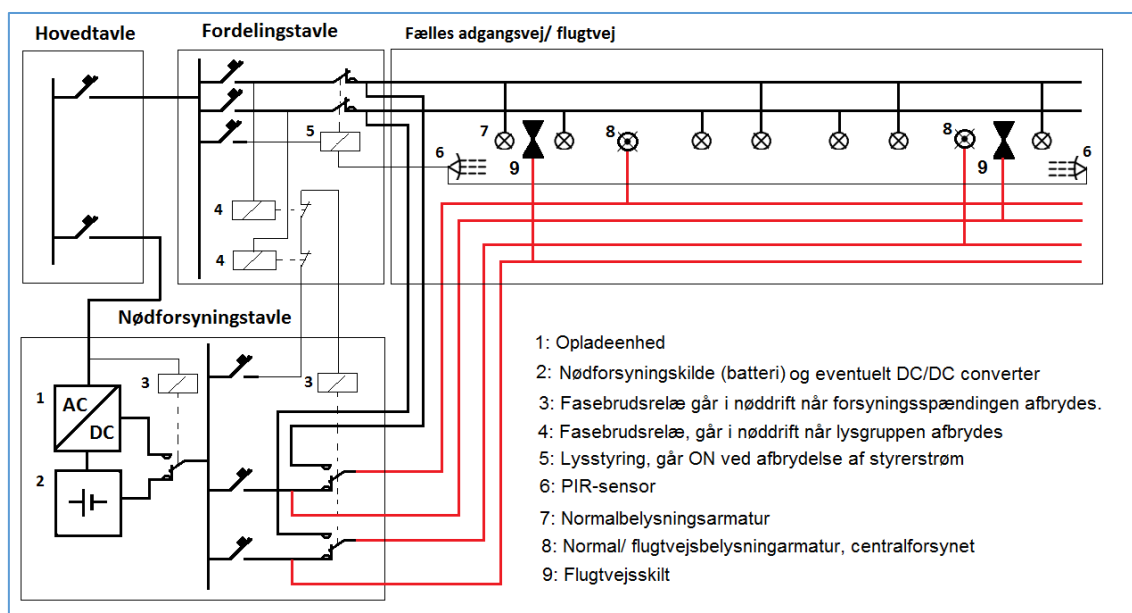 Hovedtavle
Fordelingstavle
Fælles adgangsvej/ flugtvej
5
7
8
8
6
9
9
6
4
4
Nødforsyningstavle
3
3
1
AC
DC
2
1: Opladeenhed
2: Nødforsyningskilde (batteri) og eventuelt DC/DC converter
3: Fasebrudsrelæ går i nøddrift når forsyningsspændingen afbrydes.
4: Fasebrudsrelæ, går i nøddrift når lysgruppen afbrydes
5: Lysstyring, går ON ved afbrydelse af styrerstrøm
6: PIR-sensor
7: Normalbelysningsarmatur
8: Normal/ flugtvejsbelysningarmatur, centralforsynet
9: Flugtvejsskilt